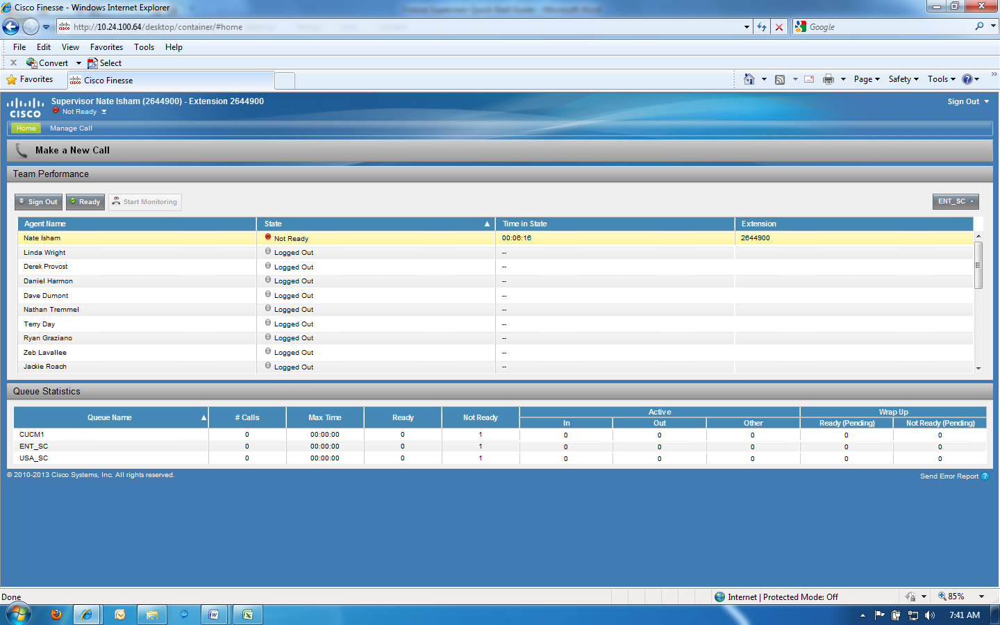 Cisco Finesse - Windows Internet Explorer
http://10.24.100.64/desktop/container/#home
Google
File Edit View Favorites Tools Help
x Convert Select
Favorites Cisco Finesse Page Safety Tools
CISCO
Supervisor Nate Isham (2644900) - Extension 2644900
Not Ready
Sign Out
Home Manage Call
Make a New Call
Team Performance
Sign Out Ready Start Monitoring ENT_SC
Agent Name State Time in State Extension
Nate Isham Not Ready 00:06:16 2644900
Linda Wright Logged Out --
Derek Provost Logged Out --
Daniel Harmon Logged Out --
Dave Dumont Logged Out --
Nathan Tremmel Logged Out --
Terry Day Logged Out --
Ryan Graziano Logged Out --
Zeb Lavallee Logged Out --
Jackie Roach Logged Out --
Queue Statistics
Queue Name # Calls Max Time Ready Not Ready Active Wrap Up
In Out Other Ready (Pending) Not Ready (Pending)
CUCM1 0 00:00:00 0 1 0 0 0 0 0
ENT_SC 0 00:00:00 0 1 0 0 0 0 0
USA_SC 0 00:00:00 0 1 0 0 0 0 0
© 2010-2013 Cisco Systems, Inc. All rights reserved.
Send Error Report ?
Done Internet | Protected Mode: Off 85%
7:41 AM